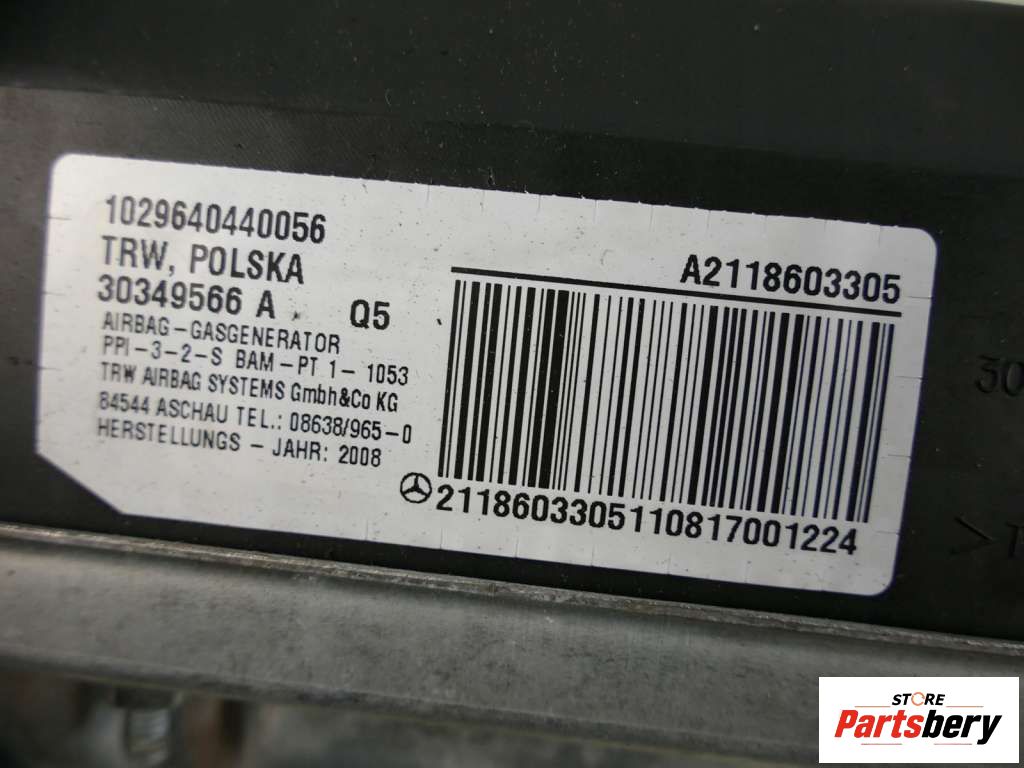 1029640440056
TRW, POLSKA
30349566 A Q5
AIRBAG-GASGENERATOR
PPI-3-2-S BAM-PT 1-1053
TRW AIRBAG SYSTEMS Gmbh&Co KG
84544 ASCHAU TEL.: 08638/965-0
HERSTELLUNGS - JAHR: 2008
A2118603305
2118603305110817001224
30
>T
STORE
Partsbery